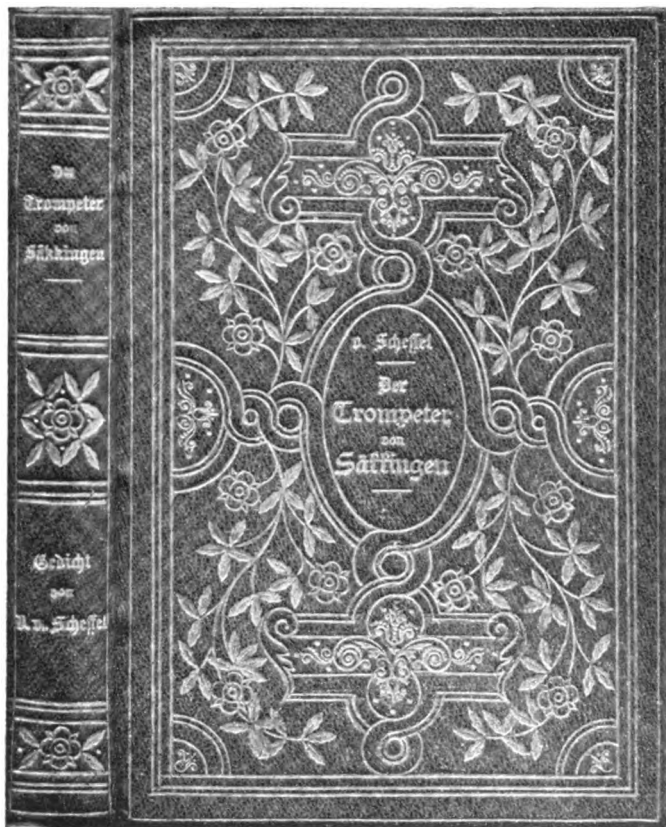 Der
Trompeter
von
Säkkingen
Gedicht
von
V. v. Scheffel
v. Scheffel
Der
Trompeter
von
Säkkingen